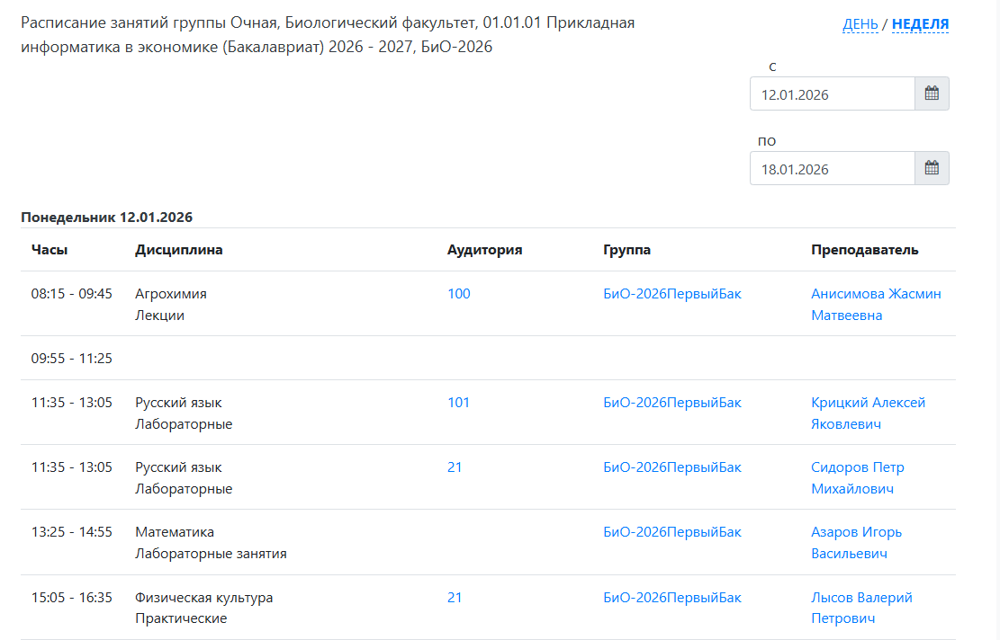 Расписание занятий группы Очная, Биологический факультет, 01.01.01 Прикладная
информатика в экономике (Бакалавриат) 2026 - 2027, БиО-2026
ДЕНЬ / НЕДЕЛЯ
С
12.01.2026
ПО
18.01.2026
Понедельник 12.01.2026
Часы Дисциплина Аудитория Группа Преподаватель
08:15 - 09:45 Агрохимия 100 БиО-2026ПервыйБак Анисимова Жасмин
Лекции Матвеевна
09:55 - 11:25
11:35 - 13:05 Русский язык 101 БиО-2026ПервыйБак Крицкий Алексей
Лабораторные Яковлевич
11:35 - 13:05 Русский язык 21 БиО-2026ПервыйБак Сидоров Петр
Лабораторные Михайлович
13:25 - 14:55 Математика БиО-2026ПервыйБак Азаров Игорь
Лабораторные занятия Васильевич
15:05 - 16:35 Физическая культура 21 БиО-2026ПервыйБак Лысов Валерий
Практические Петрович